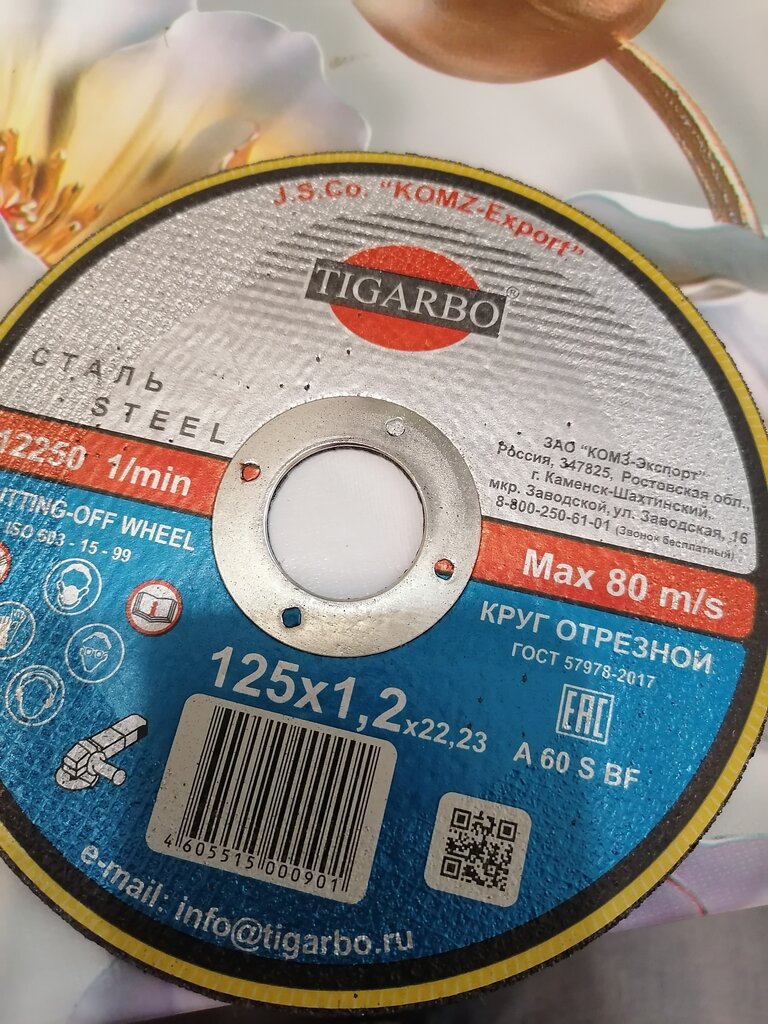 J.S.Co. "KOMZ-Export"
TIGARBO®
СТАЛЬ
STEEL
12250 1/min
ЗАО "КОМЗ-Экспорт"
Россия, 347825, Ростовская обл.,
г. Каменск-Шахтинский,
мкр. Заводской, ул. Заводская, 16
8-800-250-61-01 (Звонок бесплатный)
UTTING-OFF WHEEL
ISO 603 - 15 - 99
Max 80 m/s
КРУГ ОТРЕЗНОЙ
ГОСТ 57978-2017
EAC
A 60 S BF
125x1,2x22,23
4 605515 000901
e-mail: info@tigarbo.ru